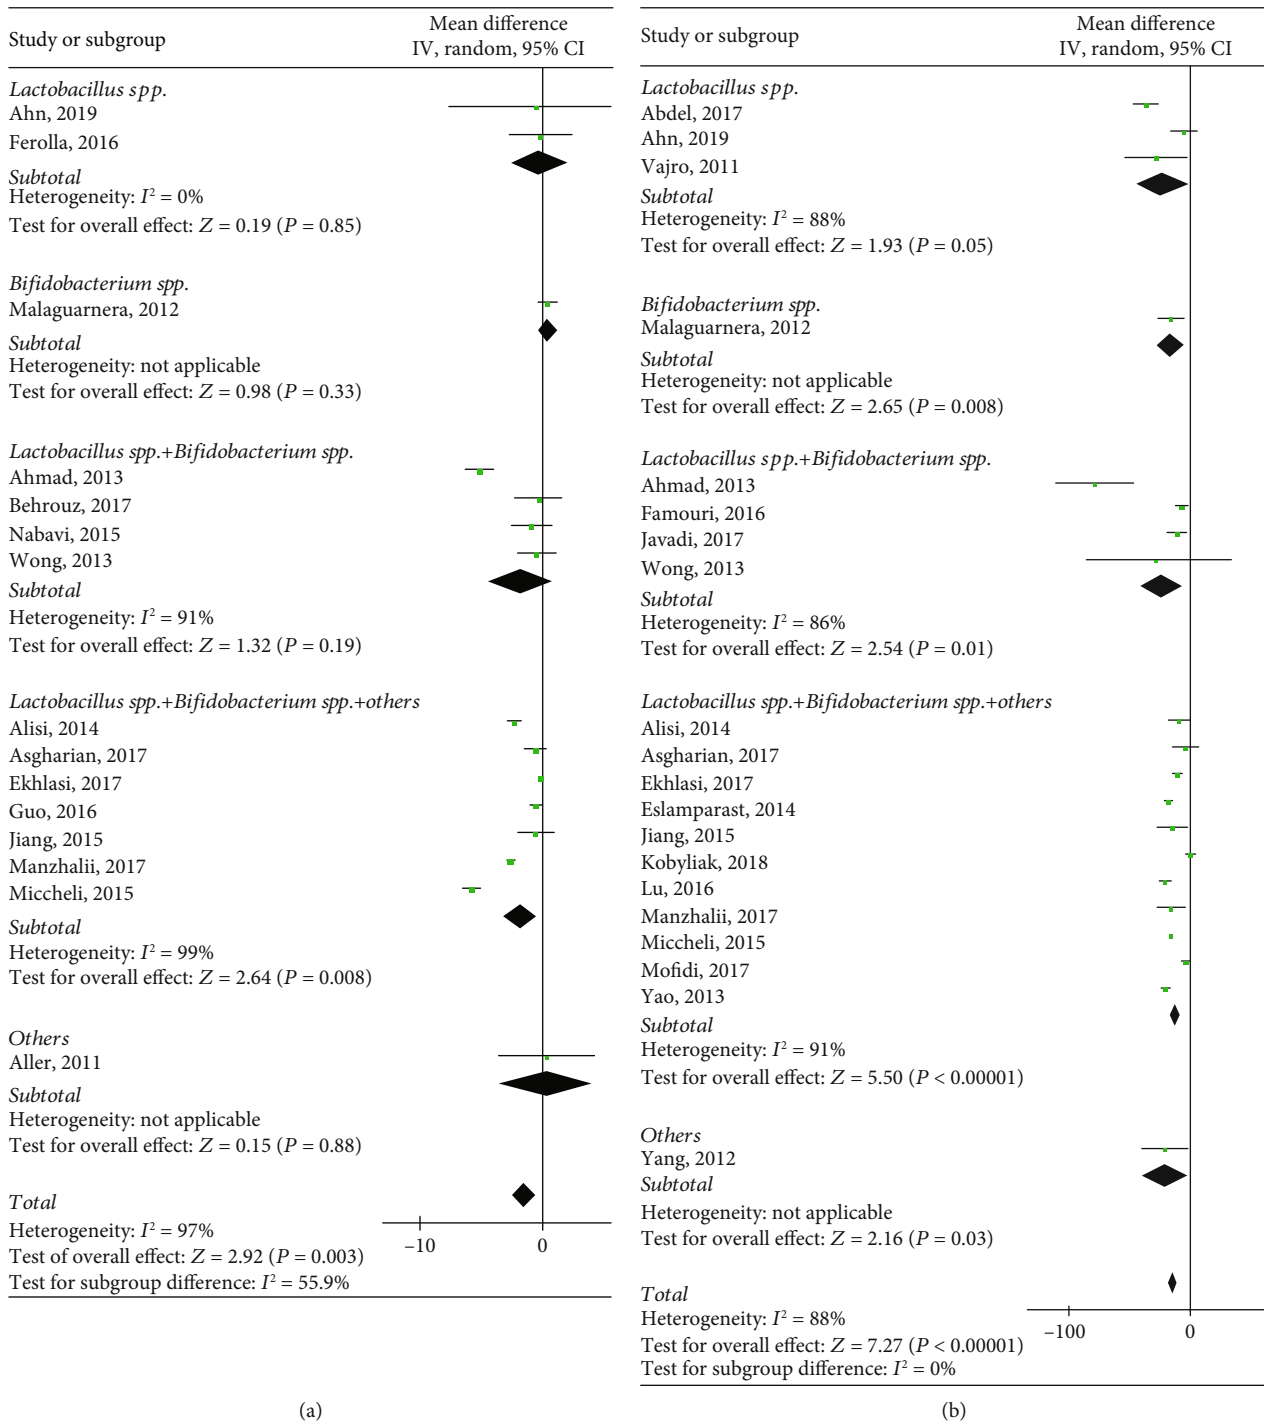 Study or subgroup
Mean difference
IV, random, 95% CI
Lactobacillus spp.
Ahn, 2019
Ferolla, 2016
Subtotal
Heterogeneity: I² = 0%
Test for overall effect: Z = 0.19 (P = 0.85)
Bifidobacterium spp.
Malaguarnera, 2012
Subtotal
Heterogeneity: not applicable
Test for overall effect: Z = 0.98 (P = 0.33)
Lactobacillus spp.+Bifidobacterium spp.
Ahmad, 2013
Behrouz, 2017
Nabavi, 2015
Wong, 2013
Subtotal
Heterogeneity: I² = 91%
Test for overall effect: Z = 1.32 (P = 0.19)
Lactobacillus spp.+Bifidobacterium spp.+others
Alisi, 2014
Asgharian, 2017
Ekhlasi, 2017
Guo, 2016
Jiang, 2015
Manzhalii, 2017
Miccheli, 2015
Subtotal
Heterogeneity: I² = 99%
Test for overall effect: Z = 2.64 (P = 0.008)
Others
Aller, 2011
Subtotal
Heterogeneity: not applicable
Test for overall effect: Z = 0.15 (P = 0.88)
Total
Heterogeneity: I² = 97%
Test of overall effect: Z = 2.92 (P = 0.003)
Test for subgroup difference: I² = 55.9%
−10 0
(a)
Study or subgroup
Mean difference
IV, random, 95% CI
Lactobacillus spp.
Abdel, 2017
Ahn, 2019
Vajro, 2011
Subtotal
Heterogeneity: I² = 88%
Test for overall effect: Z = 1.93 (P = 0.05)
Bifidobacterium spp.
Malaguarnera, 2012
Subtotal
Heterogeneity: not applicable
Test for overall effect: Z = 2.65 (P = 0.008)
Lactobacillus spp.+Bifidobacterium spp.
Ahmad, 2013
Famouri, 2016
Javadi, 2017
Wong, 2013
Subtotal
Heterogeneity: I² = 86%
Test for overall effect: Z = 2.54 (P = 0.01)
Lactobacillus spp.+Bifidobacterium spp.+others
Alisi, 2014
Asgharian, 2017
Ekhlasi, 2017
Eslamparast, 2014
Jiang, 2015
Kobyliak, 2018
Lu, 2016
Manzhalii, 2017
Miccheli, 2015
Mofidi, 2017
Yao, 2013
Subtotal
Heterogeneity: I² = 91%
Test for overall effect: Z = 5.50 (P < 0.00001)
Others
Yang, 2012
Subtotal
Heterogeneity: not applicable
Test for overall effect: Z = 2.16 (P = 0.03)
Total
Heterogeneity: I² = 88%
Test for overall effect: Z = 7.27 (P < 0.00001)
Test for subgroup difference: I² = 0%
−100 0
(b)